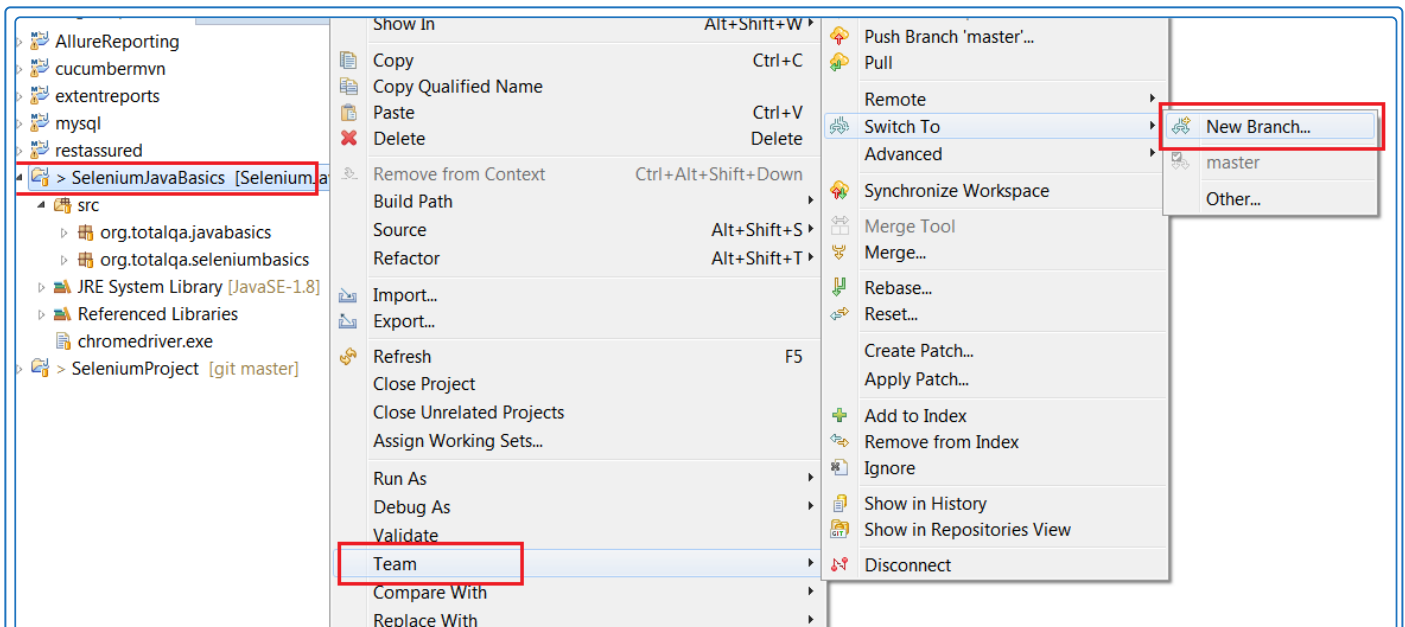 AllureReporting
cucumbermvn
extentreports
mysql
restassured
> SeleniumJavaBasics [SeleniumJa
src
org.totalqa.javabasics
org.totalqa.seleniumbasics
JRE System Library [JavaSE-1.8]
Referenced Libraries
chromedriver.exe
> SeleniumProject [git master]
Show In Alt+Shift+W
Copy Ctrl+C
Copy Qualified Name
Paste Ctrl+V
Delete Delete
Remove from Context Ctrl+Alt+Shift+Down
Build Path
Source Alt+Shift+S
Refactor Alt+Shift+T
Import...
Export...
Refresh F5
Close Project
Close Unrelated Projects
Assign Working Sets...
Run As
Debug As
Validate
Team
Compare With
Replace With
Push Branch 'master'...
Pull
Remote
Switch To
Advanced
Synchronize Workspace
Merge Tool
Merge...
Rebase...
Reset...
Create Patch...
Apply Patch...
Add to Index
Remove from Index
Ignore
Show in History
GIT Show in Repositories View
Disconnect
New Branch...
master
Other...